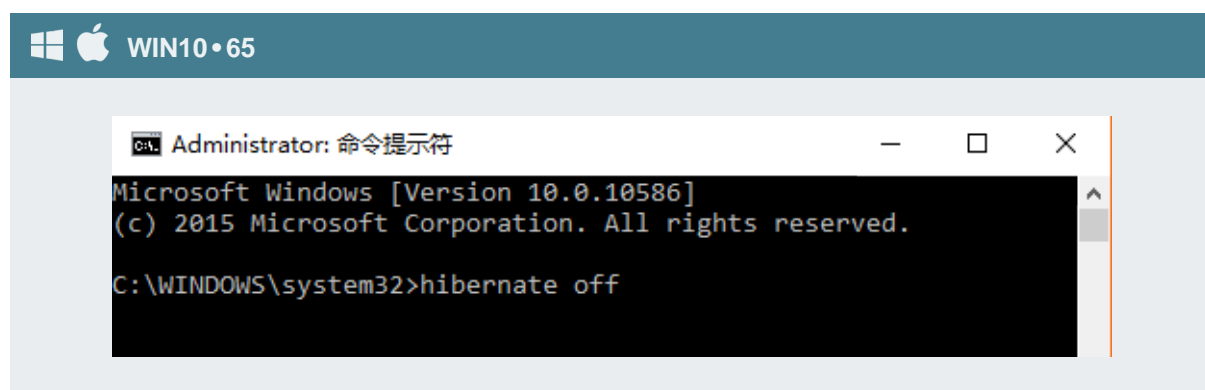 WIN10•65
Administrator: 命令提示符
Microsoft Windows [Version 10.0.10586]
(c) 2015 Microsoft Corporation. All rights reserved.
C:\WINDOWS\system32>hibernate off